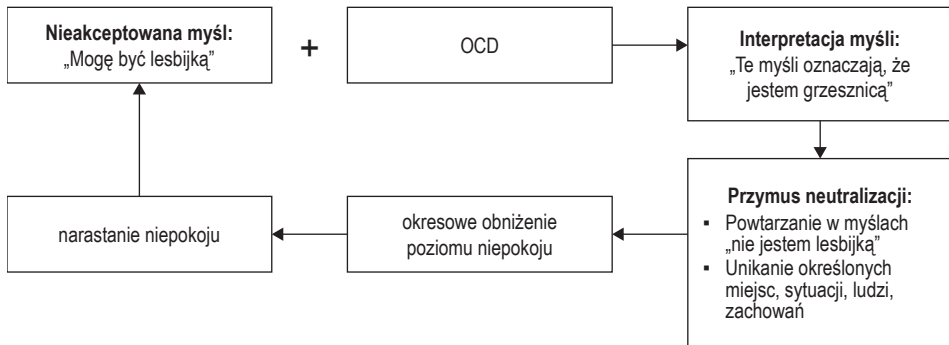 Nieakceptowana myśl:
„Mogę być lesbijką”
+
OCD
Interpretacja myśli:
„Te myśli oznaczają, że
jestem grzesznicą”
Przymus neutralizacji:
▪ Powtarzanie w myślach
„nie jestem lesbijką”
▪ Unikanie określonych
miejsc, sytuacji, ludzi,
zachowań
okresowe obniżenie
poziomu niepokoju
narastanie niepokoju